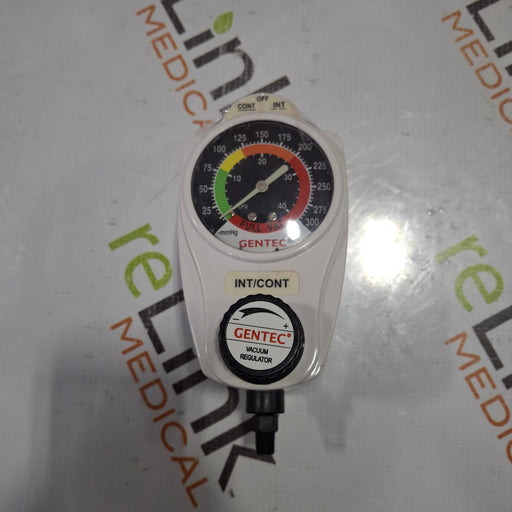 reLink
MEDICAL
OFF
CONT INT
25 50 75 100 125 150 175 200 225 250 275 300
10 20 30 40
-mmHg
FULL VAC
GENTEC®
INT/CONT
- +
GENTEC®
VACUUM
REGULATOR
reLink
MEDICAL
reLink
MEDICAL